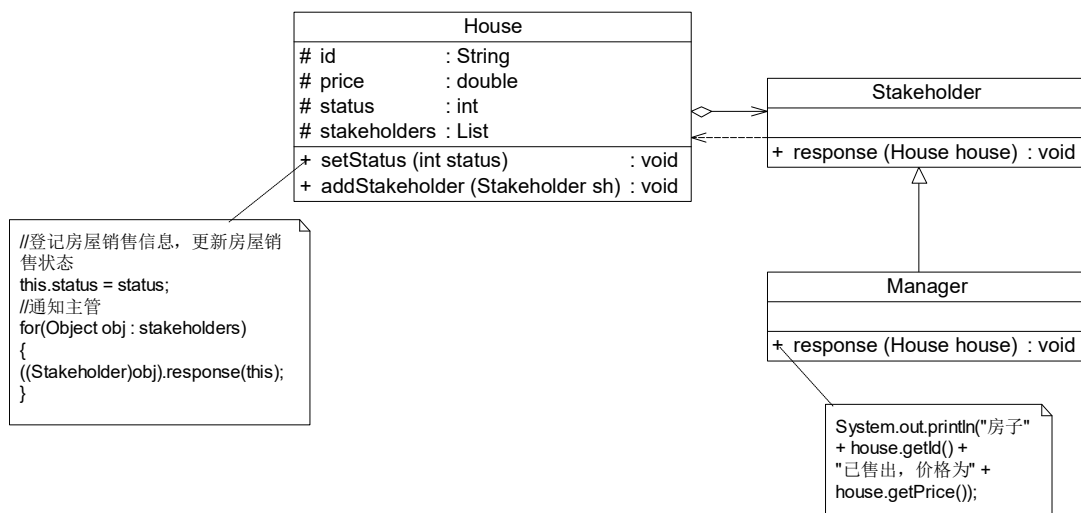 House
# id : String
# price : double
# status : int
# stakeholders : List
+ setStatus (int status) : void
+ addStakeholder (Stakeholder sh) : void
Stakeholder
+ response (House house) : void
Manager
+ response (House house) : void
//登记房屋销售信息，更新房屋销
售状态
this.status = status;
//通知主管
for(Object obj : stakeholders)
{
((Stakeholder)obj).response(this);
}
System.out.println("房子"
+ house.getId() +
"已售出，价格为" +
house.getPrice());